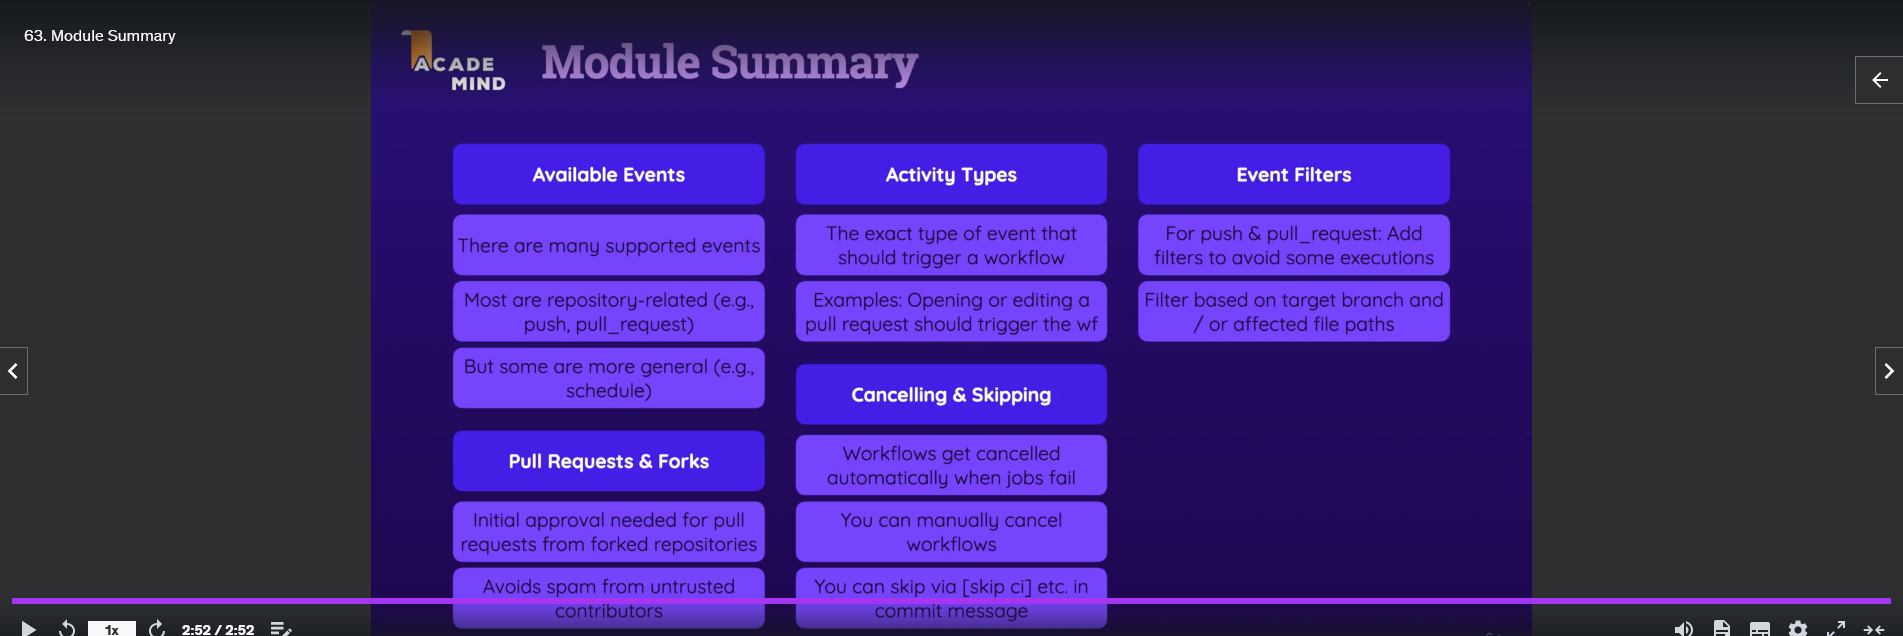 63. Module Summary
ACADE
MIND
Module Summary
Available Events
There are many supported events
Most are repository-related (e.g.,
push, pull_request)
But some are more general (e.g.,
schedule)
Pull Requests & Forks
Initial approval needed for pull
requests from forked repositories
Avoids spam from untrusted
contributors
Activity Types
The exact type of event that
should trigger a workflow
Examples: Opening or editing a
pull request should trigger the wf
Cancelling & Skipping
Workflows get cancelled
automatically when jobs fail
You can manually cancel
workflows
You can skip via [skip ci] etc. in
commit message
Event Filters
For push & pull_request: Add
filters to avoid some executions
Filter based on target branch and
/ or affected file paths
1x
2:52 / 2:52